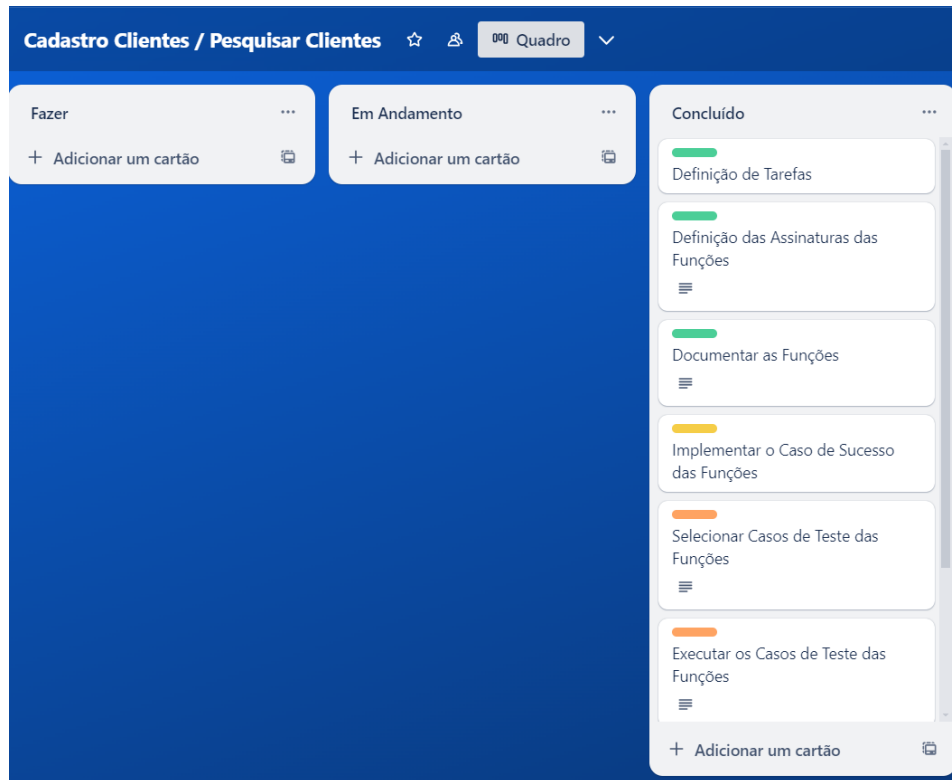 Cadastro Clientes / Pesquisar Clientes
Quadro
Fazer
Adicionar um cartão
Em Andamento
Adicionar um cartão
Concluído
Definição de Tarefas
Definição das Assinaturas das
Funções
Documentar as Funções
Implementar o Caso de Sucesso
das Funções
Selecionar Casos de Teste das
Funções
Executar os Casos de Teste das
Funções
Adicionar um cartão